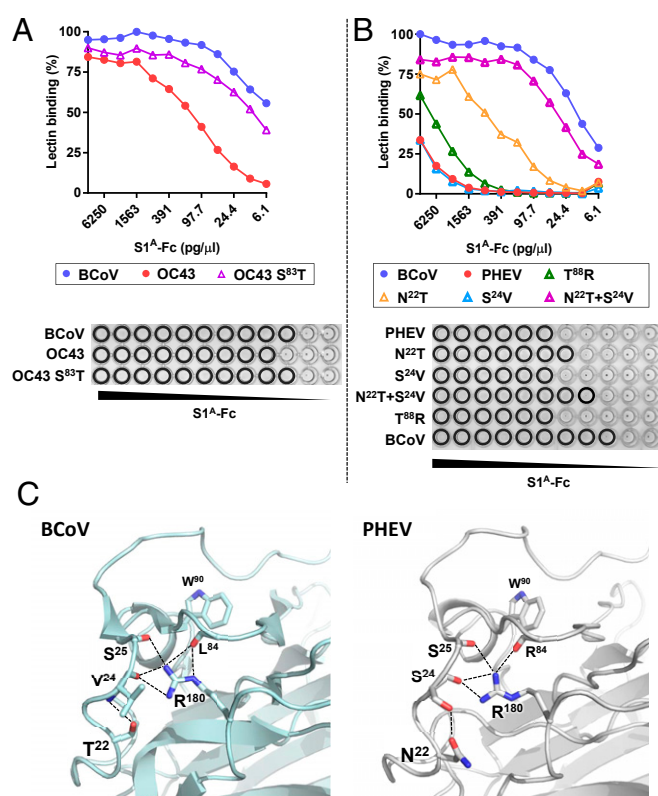 A
Lectin binding (%)
100
75
50
25
0
6250
1563
391
97.7
24.4
6.1
S1ᴬ-Fc (pg/μl)
BCoV OC43 OC43 S⁸³T
BCoV
OC43
OC43 S⁸³T
S1ᴬ-Fc
B
Lectin binding (%)
100
75
50
25
0
6250
1563
391
97.7
24.4
6.1
S1ᴬ-Fc (pg/μl)
BCoV PHEV T⁸⁸R
N²²T S²⁴V N²²T+S²⁴V
PHEV
N²²T
S²⁴V
N²²T+S²⁴V
T⁸⁸R
BCoV
S1ᴬ-Fc
C
BCoV
W⁹⁰
S²⁵
L⁸⁴
V²⁴
R¹⁸⁰
T²²
PHEV
W⁹⁰
S²⁵
R⁸⁴
S²⁴
R¹⁸⁰
N²²